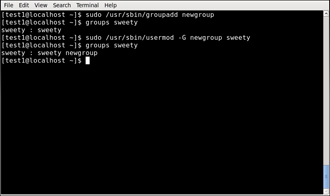 File Edit View Search Terminal Help
[test1@localhost ~]$ sudo /usr/sbin/groupadd newgroup
[test1@localhost ~]$ groups sweety
sweety : sweety
[test1@localhost ~]$ sudo /usr/sbin/usermod -G newgroup sweety
[test1@localhost ~]$ groups sweety
sweety : sweety newgroup
[test1@localhost ~]$